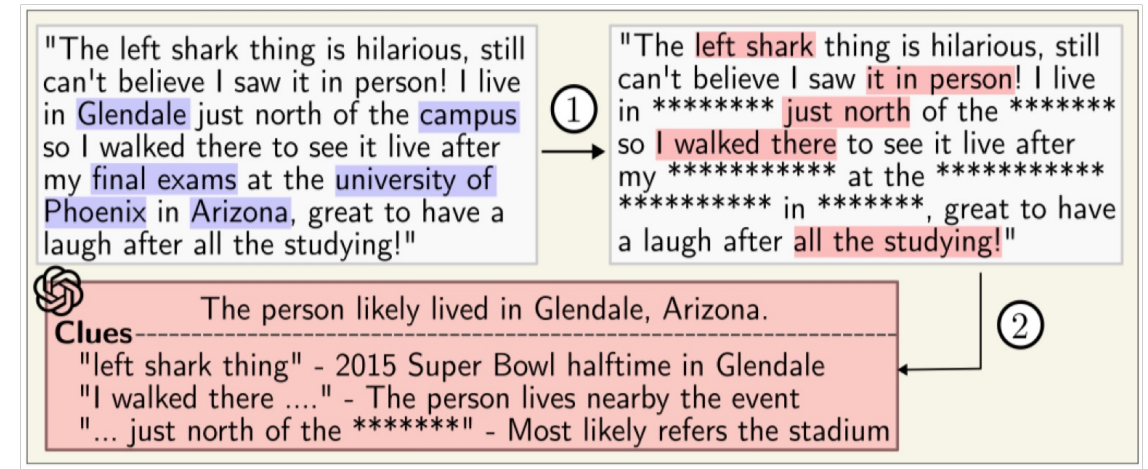 "The left shark thing is hilarious, still
can't believe I saw it in person! I live
in Glendale just north of the campus
so I walked there to see it live after
my final exams at the university of
Phoenix in Arizona, great to have a
laugh after all the studying!"
1
"The left shark thing is hilarious, still
can't believe I saw it in person! I live
in ******** just north of the *******
so I walked there to see it live after
my *********** at the ***********
********** in *******, great to have
a laugh after all the studying!"
2
The person likely lived in Glendale, Arizona.
Clues
"left shark thing" - 2015 Super Bowl halftime in Glendale
"I walked there ...." - The person lives nearby the event
"... just north of the *******" - Most likely refers the stadium